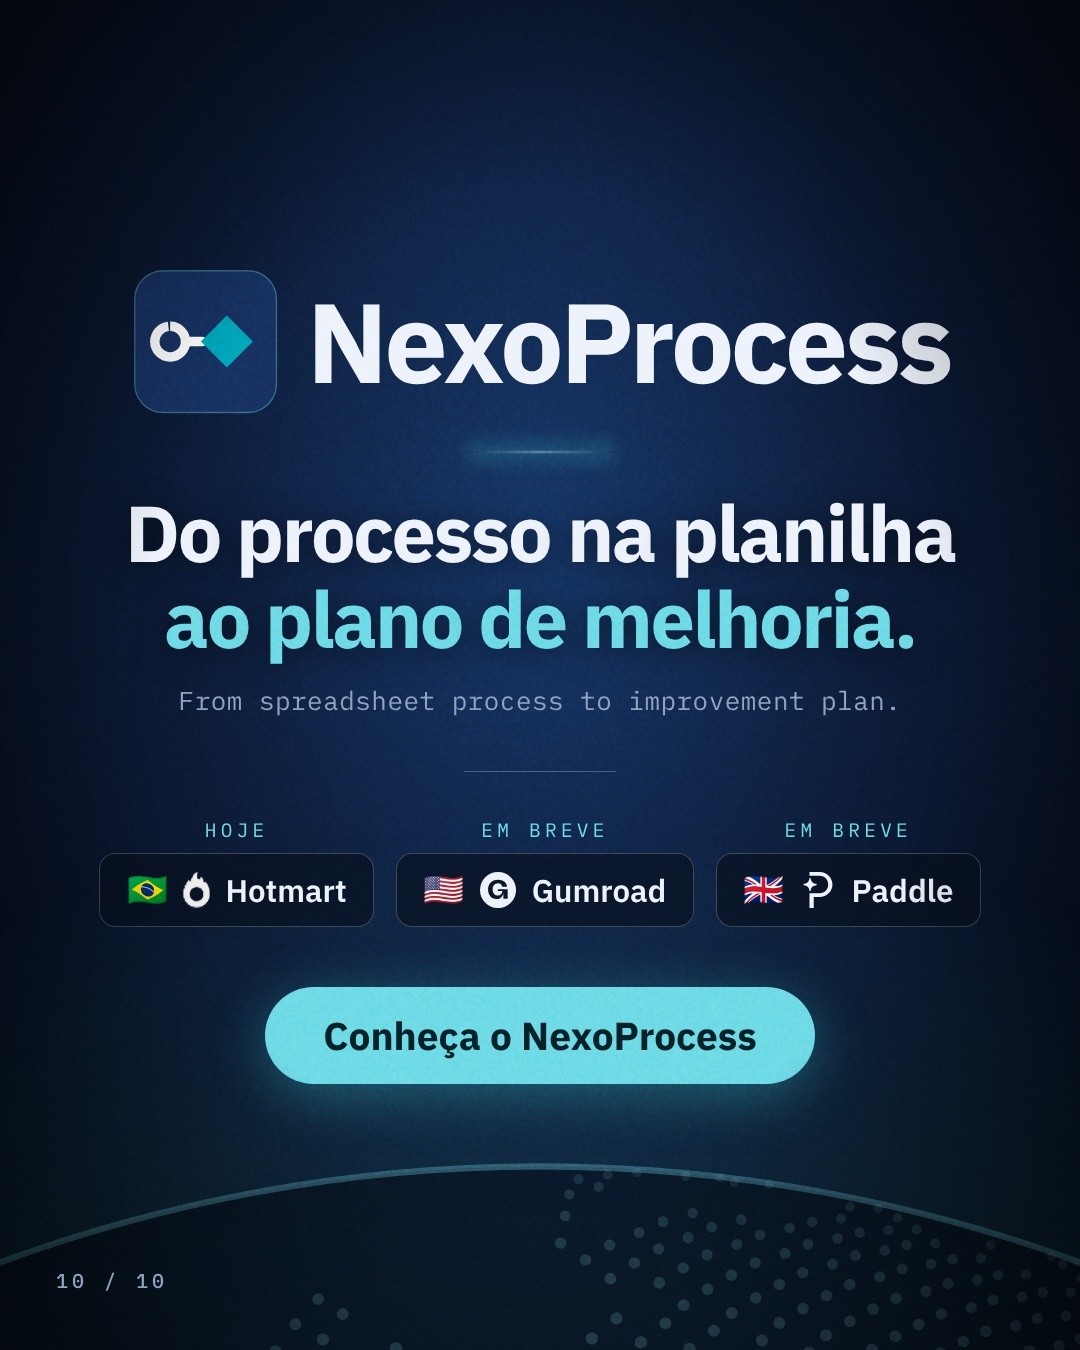 NexoProcess
Do processo na planilha
ao plano de melhoria.
From spreadsheet process to improvement plan.
HOJE
Hotmart
EM BREVE
Gumroad
EM BREVE
Paddle
Conheça o NexoProcess
10 / 10